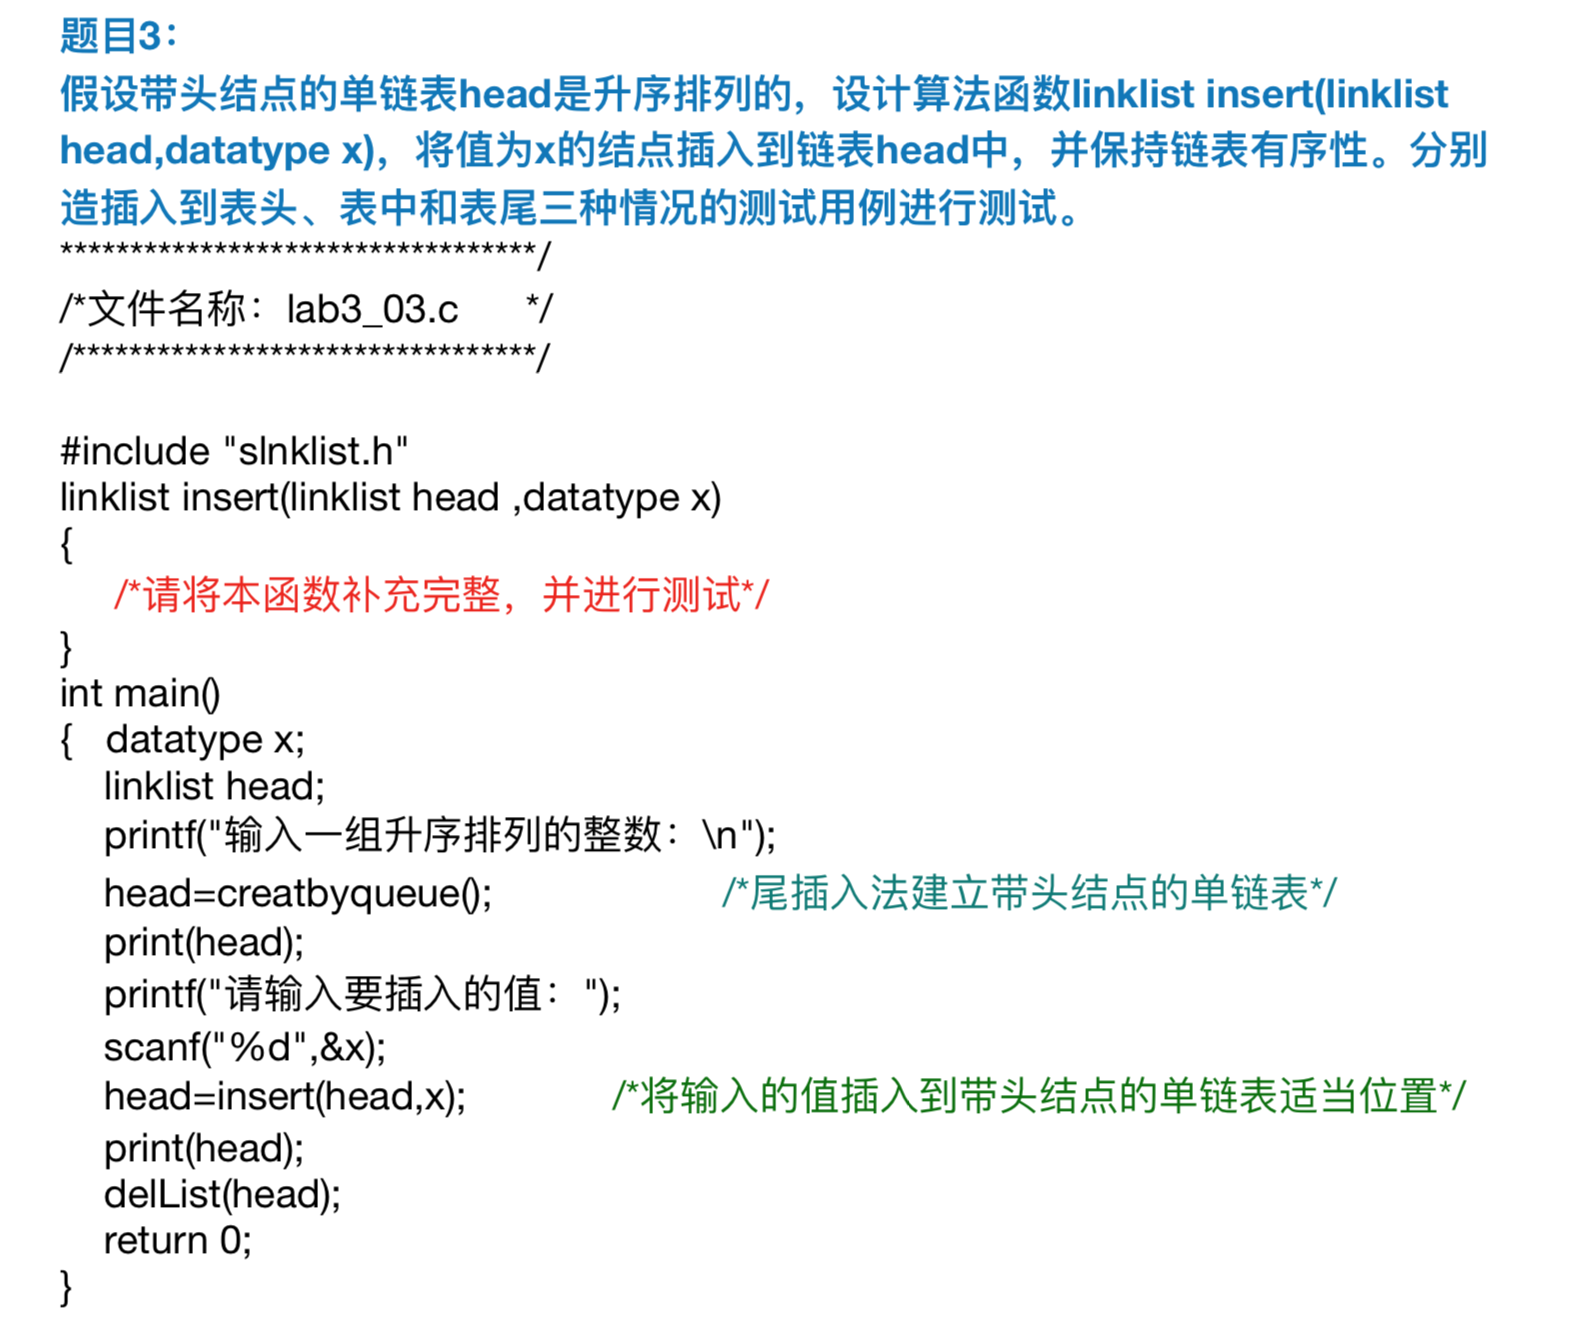 题目3：
假设带头结点的单链表head是升序排列的，设计算法函数linklist insert(linklist
head,datatype x)，将值为x的结点插入到链表head中，并保持链表有序性。分别
造插入到表头、表中和表尾三种情况的测试用例进行测试。
**********************************/
/*文件名称：lab3_03.c      */
/*********************************/
#include "slnklist.h"
linklist insert(linklist head ,datatype x)
{
/*请将本函数补充完整，并进行测试*/
}
int main()
{   datatype x;
linklist head;
printf("输入一组升序排列的整数：\n");
head=creatbyqueue();                    /*尾插入法建立带头结点的单链表*/
print(head);
printf("请输入要插入的值：");
scanf("%d",&x);
head=insert(head,x);             /*将输入的值插入到带头结点的单链表适当位置*/
print(head);
delList(head);
return 0;
}